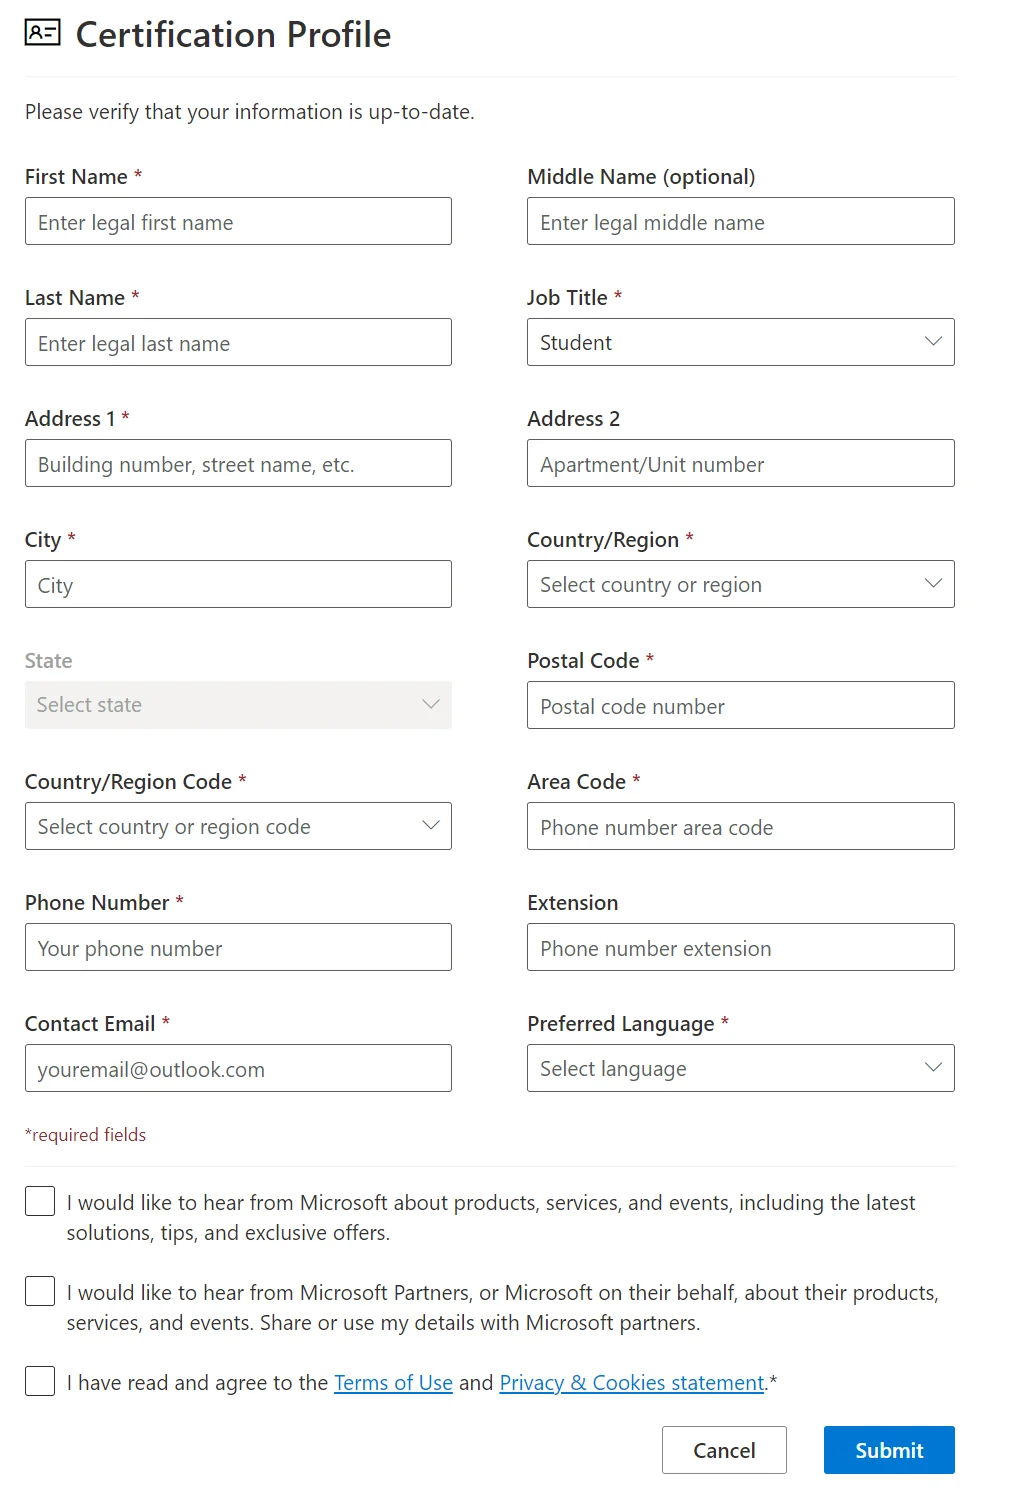 Certification Profile
Please verify that your information is up-to-date.
First Name *
Middle Name (optional)
Enter legal first name
Enter legal middle name
Last Name *
Job Title *
Enter legal last name
Student
Address 1 *
Address 2
Building number, street name, etc.
Apartment/Unit number
City *
Country/Region *
City
Select country or region
State
Postal Code *
Select state
Postal code number
Country/Region Code *
Area Code *
Select country or region code
Phone number area code
Phone Number *
Extension
Your phone number
Phone number extension
Contact Email *
Preferred Language *
youremail@outlook.com
Select language
*required fields
I would like to hear from Microsoft about products, services, and events, including the latest
solutions, tips, and exclusive offers.
I would like to hear from Microsoft Partners, or Microsoft on their behalf, about their products,
services, and events. Share or use my details with Microsoft partners.
I have read and agree to the Terms of Use and Privacy & Cookies statement.*
Cancel
Submit